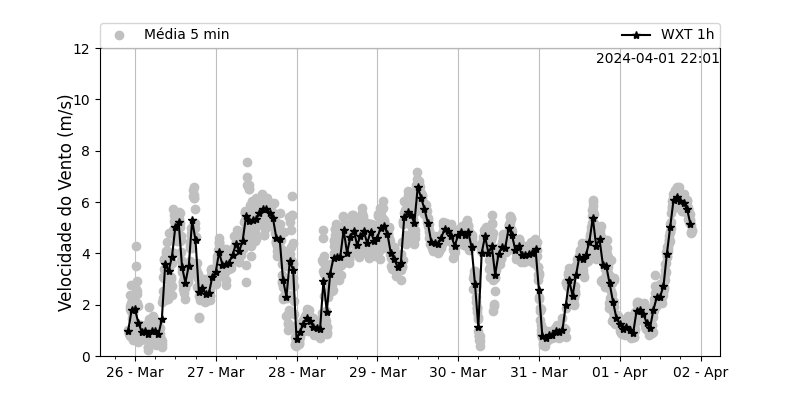 Média 5 min WXT 1h
2024-04-01 22:01
Velocidade do Vento (m/s)
12
10
8
6
4
2
0
26 - Mar 27 - Mar 28 - Mar 29 - Mar 30 - Mar 31 - Mar 01 - Apr 02 - Apr